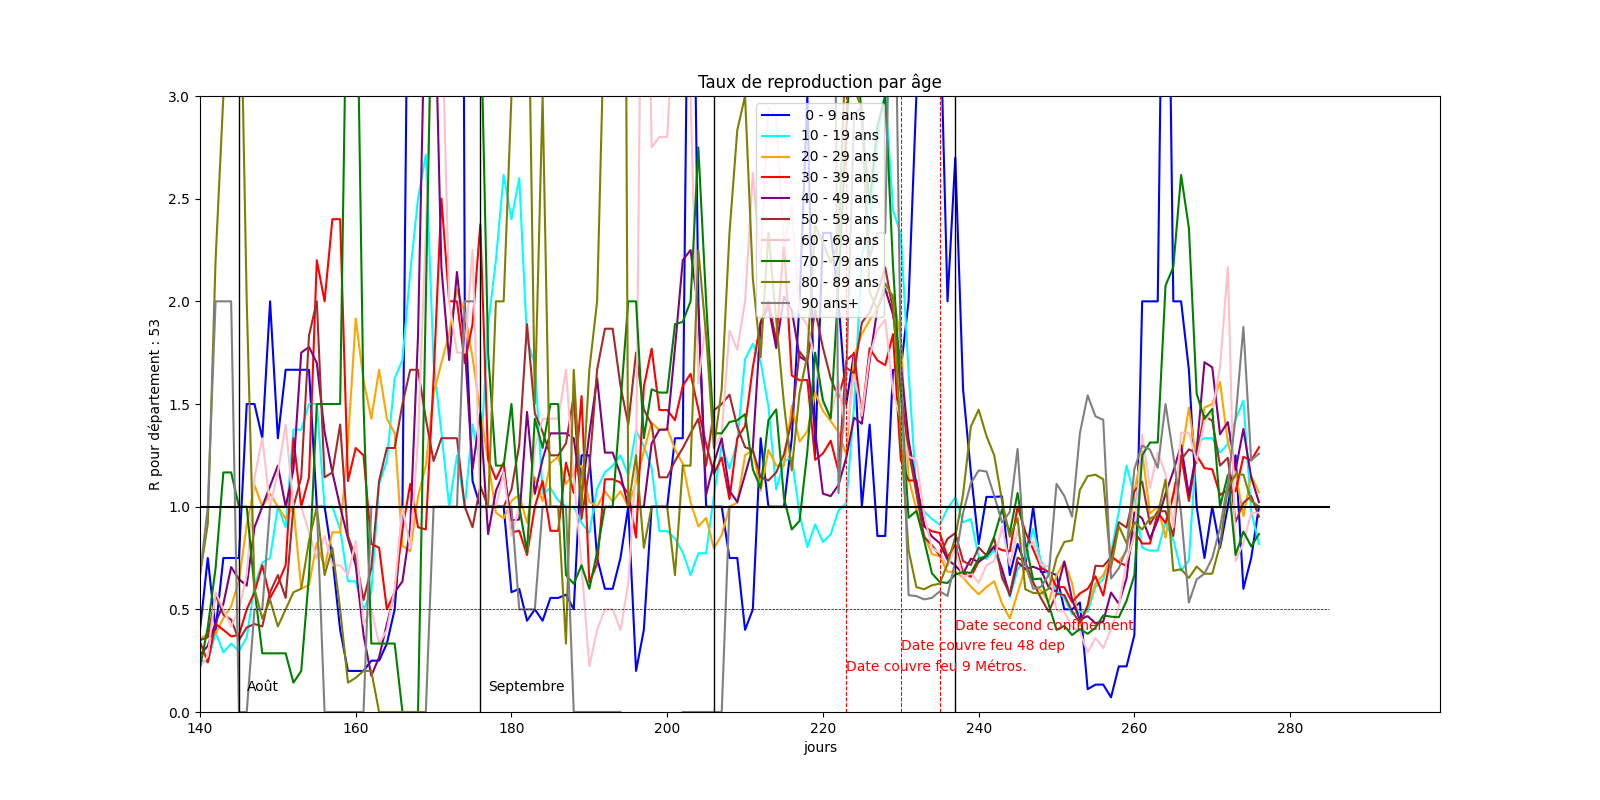 Taux de reproduction par âge
R pour département : 53
3.0
2.5
2.0
1.5
1.0
0.5
0.0
0 - 9 ans
10 - 19 ans
20 - 29 ans
30 - 39 ans
40 - 49 ans
50 - 59 ans
60 - 69 ans
70 - 79 ans
80 - 89 ans
90 ans+
Date second confinement
Date couvre feu 48 dep
Date couvre feu 9 Métros.
Août
Septembre
140 160 180 200 220 240 260 280
jours